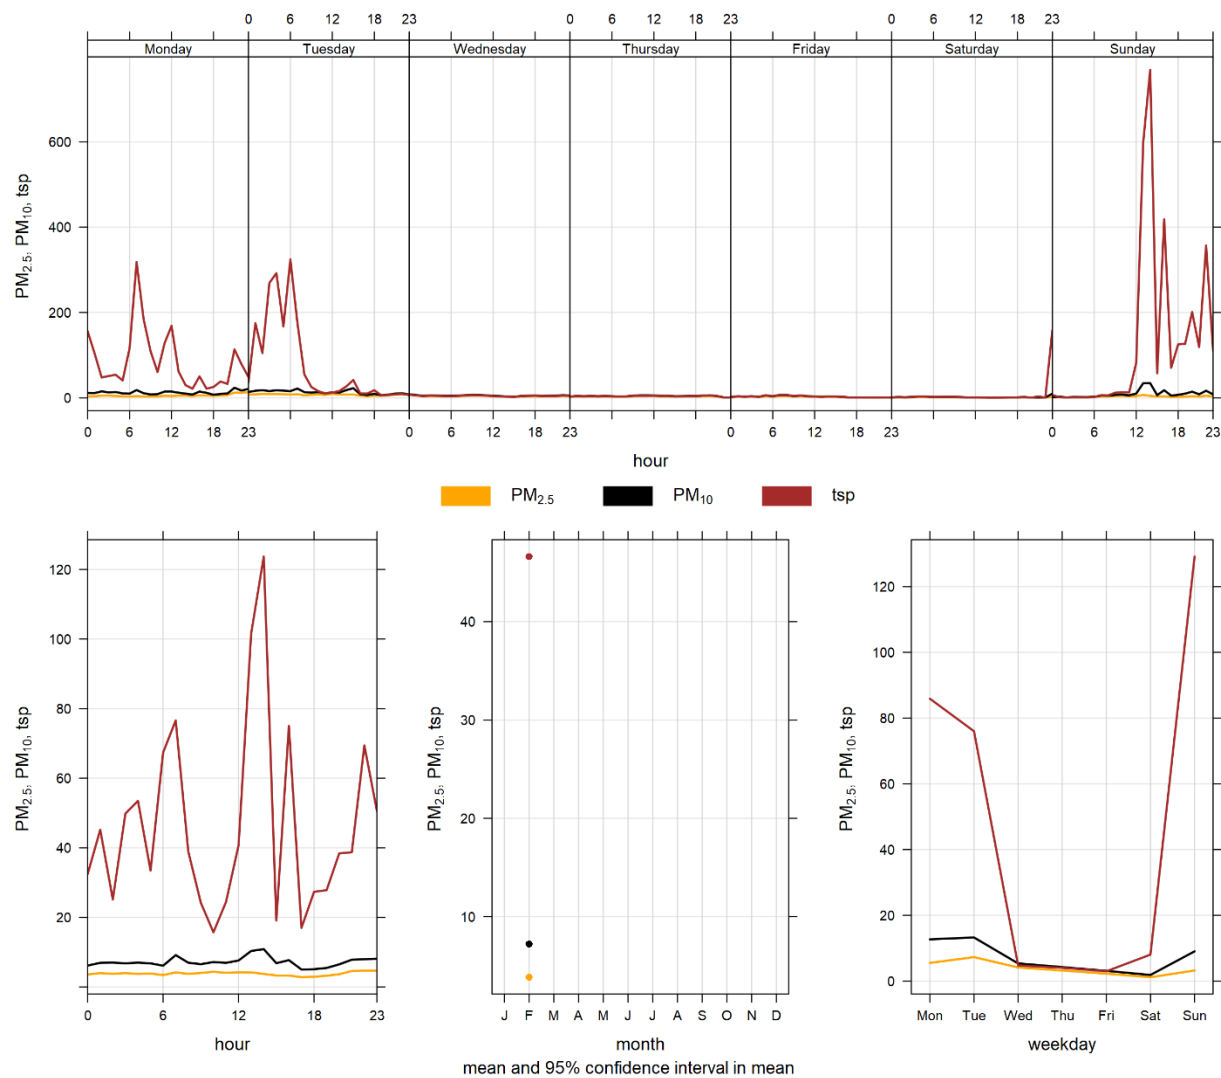 0 6 12 18 23 0 6 12 18 23 0 6 12 18 23
Monday Tuesday Wednesday Thursday Friday Saturday Sunday
PM2.5, PM10, tsp
600
400
200
0
0 6 12 18 23 0 6 12 18 23 0 6 12 18 23 0 6 12 18 23
hour
PM2.5 PM10 tsp
PM2.5, PM10, tsp
120
100
80
60
40
20
0 6 12 18 23
hour
PM2.5, PM10, tsp
40
30
20
10
J F M A M J J A S O N D
month
mean and 95% confidence interval in mean
PM2.5, PM10, tsp
120
100
80
60
40
20
0
Mon Tue Wed Thu Fri Sat Sun
weekday